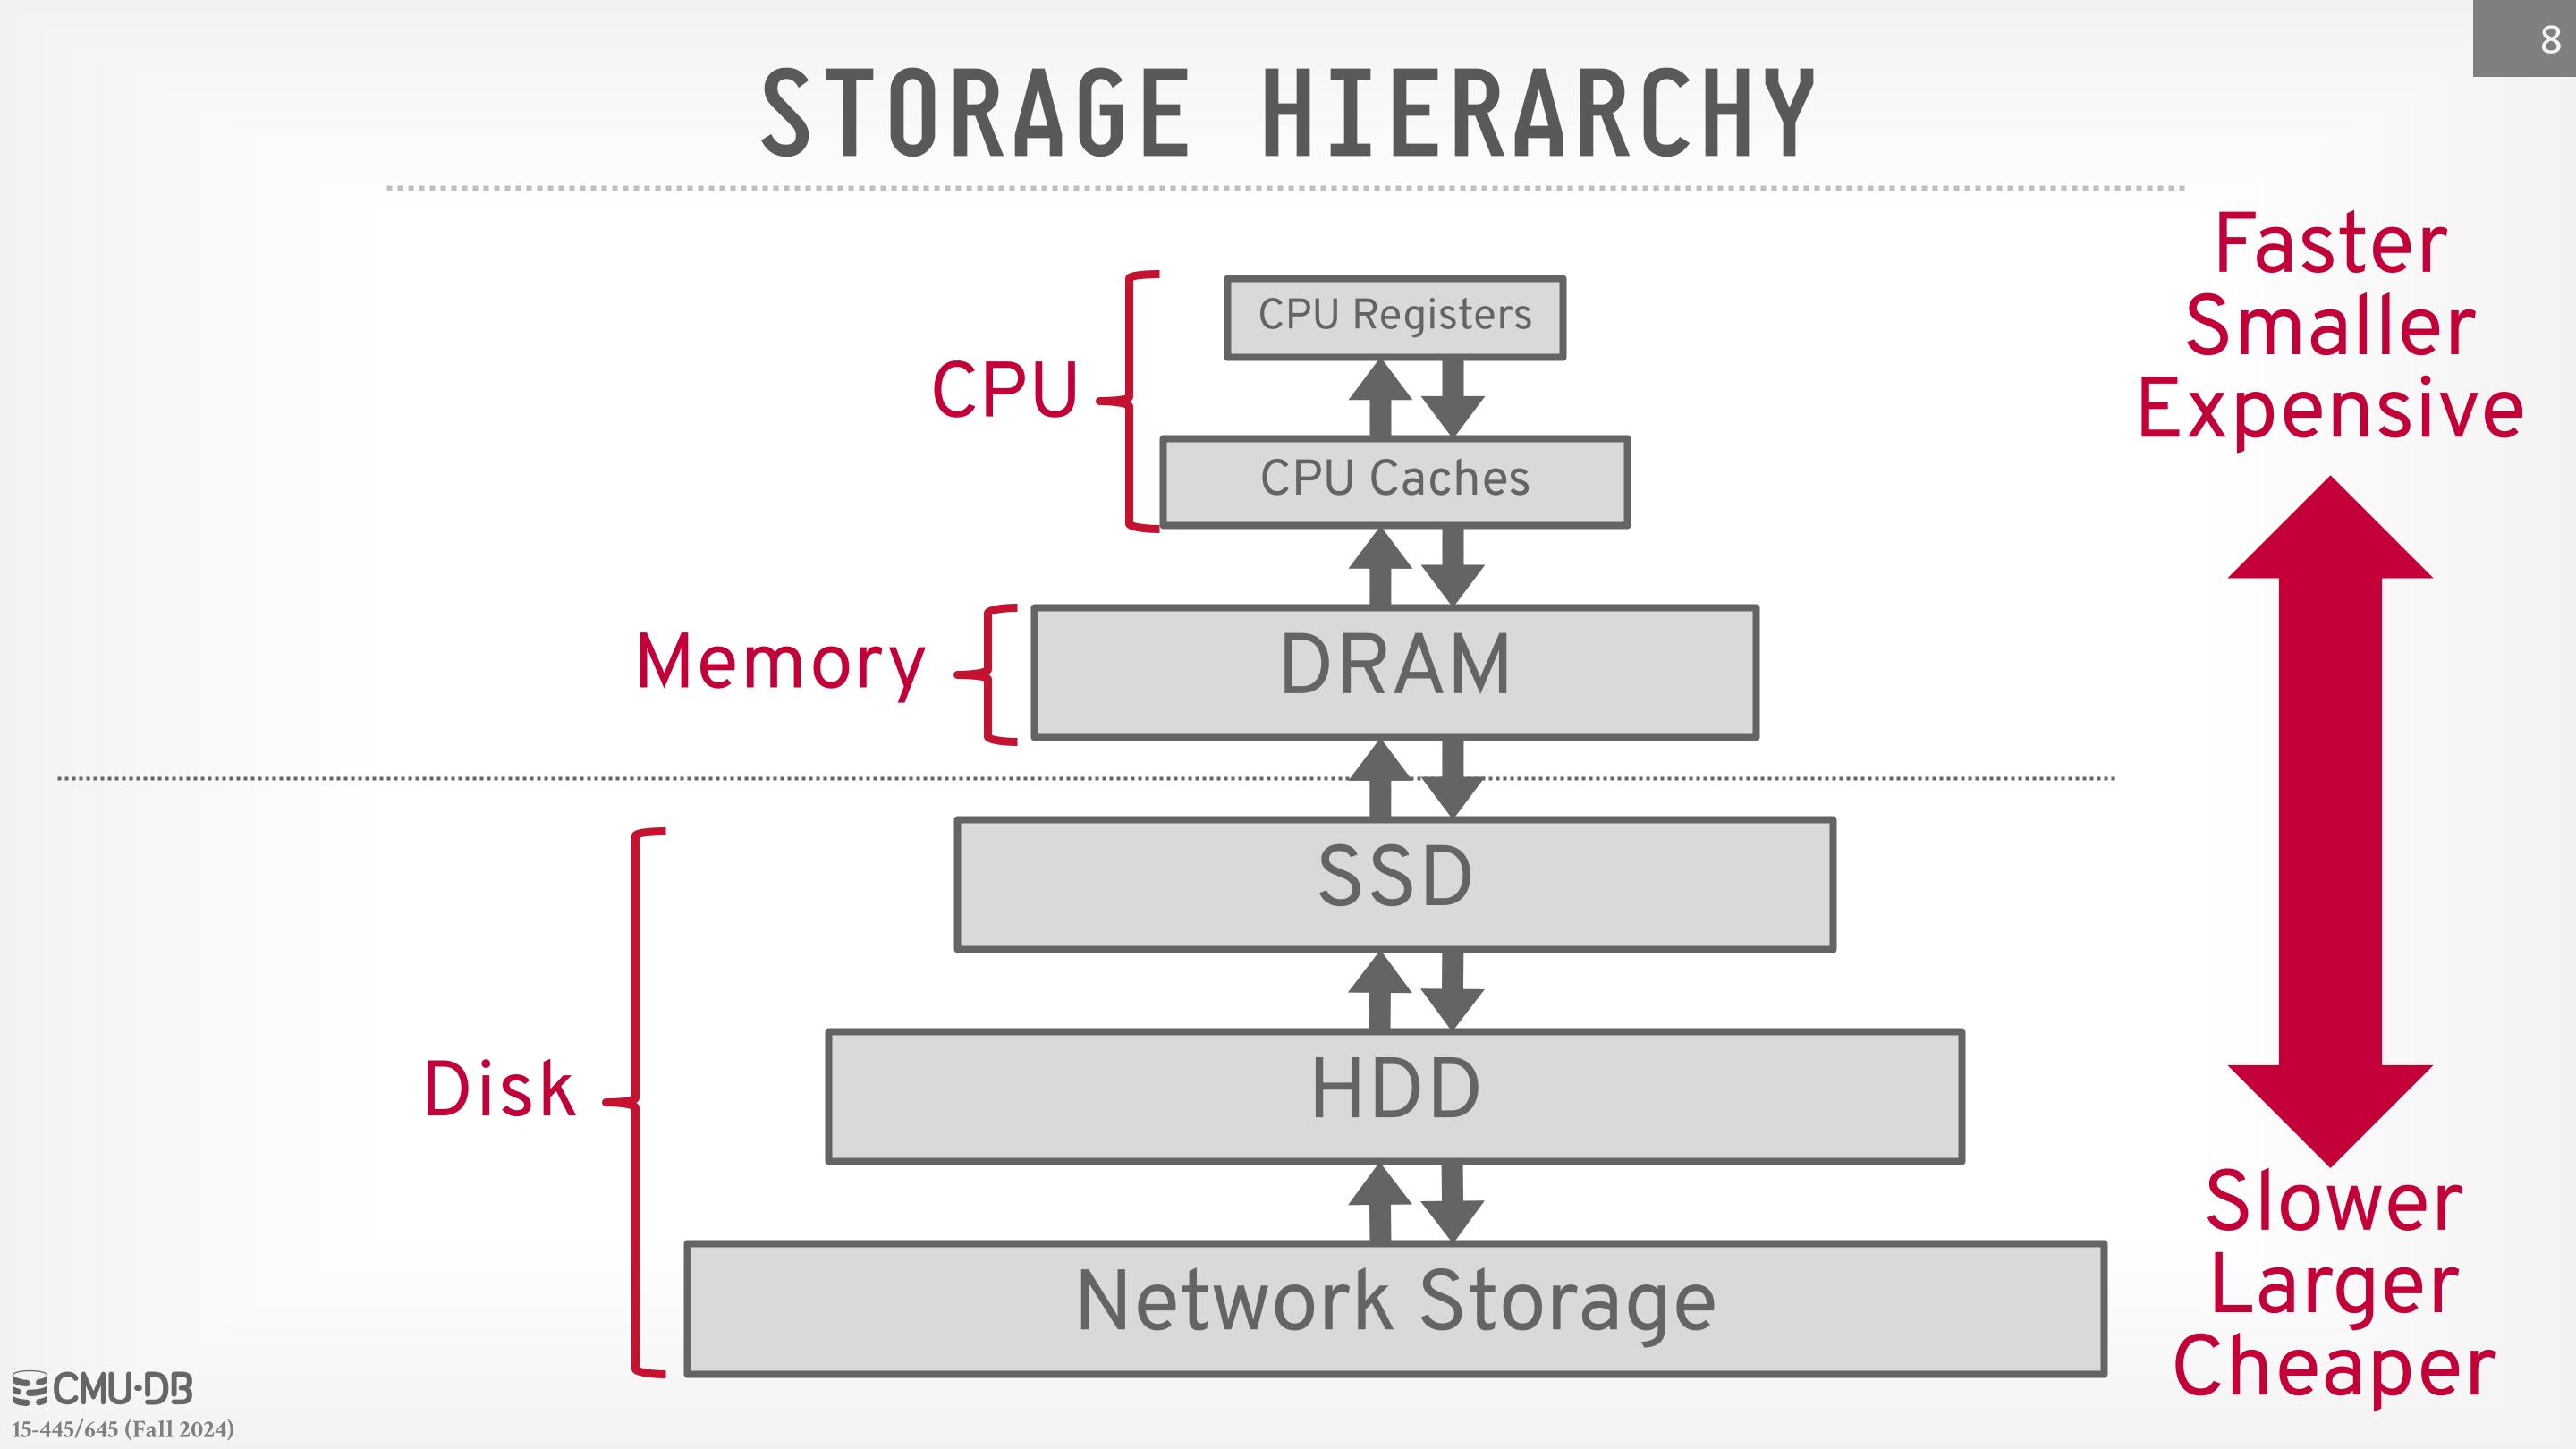 8
STORAGE HIERARCHY
Faster
Smaller
Expensive
CPU Registers
CPU
CPU Caches
Memory
DRAM
SSD
Disk
HDD
Slower
Larger
Cheaper
Network Storage
CMU·DB
15-445/645 (Fall 2024)